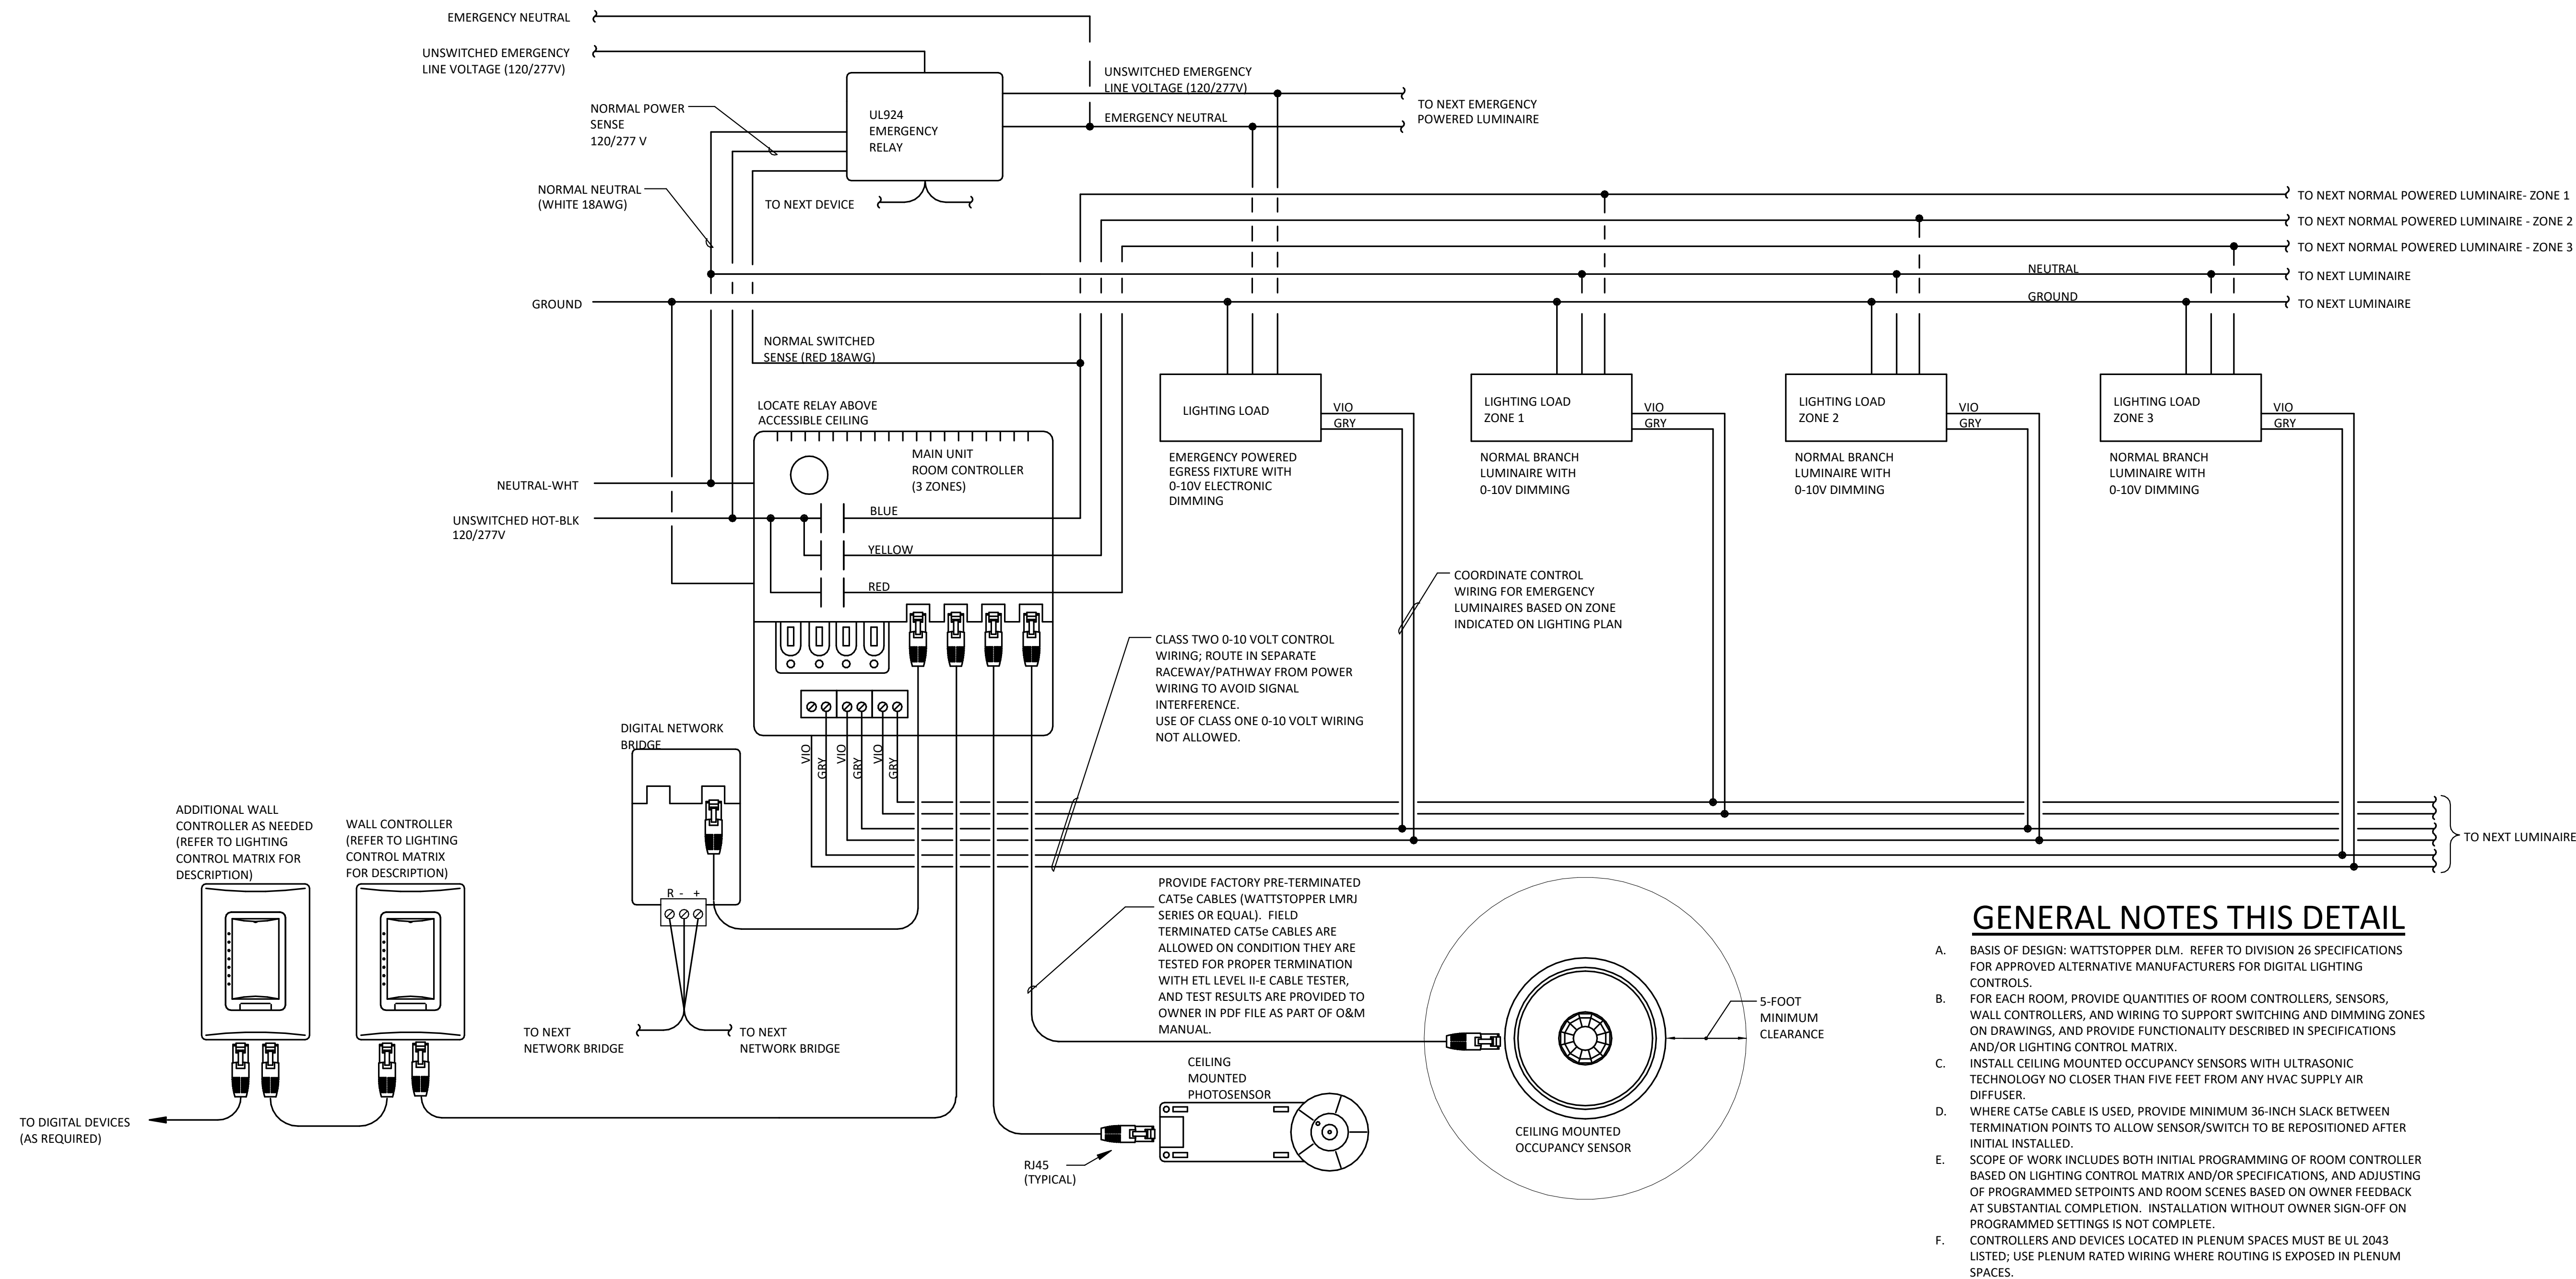 EMERGENCY NEUTRAL
UNSWITCHED EMERGENCY
LINE VOLTAGE (120/277V)
NORMAL POWER
SENSE
120/277 V
UL924
EMERGENCY
RELAY
UNSWITCHED EMERGENCY
LINE VOLTAGE (120/277V)
EMERGENCY NEUTRAL
TO NEXT EMERGENCY
POWERED LUMINAIRE
NORMAL NEUTRAL
(WHITE 18AWG)
TO NEXT DEVICE
TO NEXT NORMAL POWERED LUMINAIRE- ZONE 1
TO NEXT NORMAL POWERED LUMINAIRE - ZONE 2
TO NEXT NORMAL POWERED LUMINAIRE - ZONE 3
NEUTRAL
TO NEXT LUMINAIRE
GROUND
GROUND
TO NEXT LUMINAIRE
NORMAL SWITCHED
SENSE (RED 18AWG)
LOCATE RELAY ABOVE
ACCESSIBLE CEILING
MAIN UNIT
ROOM CONTROLLER
(3 ZONES)
NEUTRAL-WHT
UNSWITCHED HOT-BLK
120/277V
BLUE
YELLOW
RED
LIGHTING LOAD
VIO
GRY
EMERGENCY POWERED
EGRESS FIXTURE WITH
0-10V ELECTRONIC
DIMMING
LIGHTING LOAD
ZONE 1
VIO
GRY
NORMAL BRANCH
LUMINAIRE WITH
0-10V DIMMING
LIGHTING LOAD
ZONE 2
VIO
GRY
NORMAL BRANCH
LUMINAIRE WITH
0-10V DIMMING
LIGHTING LOAD
ZONE 3
VIO
GRY
NORMAL BRANCH
LUMINAIRE WITH
0-10V DIMMING
COORDINATE CONTROL
WIRING FOR EMERGENCY
LUMINAIRES BASED ON ZONE
INDICATED ON LIGHTING PLAN
CLASS TWO 0-10 VOLT CONTROL
WIRING; ROUTE IN SEPARATE
RACEWAY/PATHWAY FROM POWER
WIRING TO AVOID SIGNAL
INTERFERENCE.
USE OF CLASS ONE 0-10 VOLT WIRING
NOT ALLOWED.
DIGITAL NETWORK
BRIDGE
VIO
GRY
VIO
GRY
VIO
GRY
ADDITIONAL WALL
CONTROLLER AS NEEDED
(REFER TO LIGHTING
CONTROL MATRIX FOR
DESCRIPTION)
WALL CONTROLLER
(REFER TO LIGHTING
CONTROL MATRIX
FOR DESCRIPTION)
TO NEXT LUMINAIRE
R - +
TO NEXT
NETWORK BRIDGE
TO NEXT
NETWORK BRIDGE
PROVIDE FACTORY PRE-TERMINATED
CAT5e CABLES (WATTSTOPPER LMRJ
SERIES OR EQUAL). FIELD
TERMINATED CAT5e CABLES ARE
ALLOWED ON CONDITION THEY ARE
TESTED FOR PROPER TERMINATION
WITH ETL LEVEL II-E CABLE TESTER,
AND TEST RESULTS ARE PROVIDED TO
OWNER IN PDF FILE AS PART OF O&M
MANUAL.
5-FOOT
MINIMUM
CLEARANCE
CEILING
MOUNTED
PHOTOSENSOR
CEILING MOUNTED
OCCUPANCY SENSOR
TO DIGITAL DEVICES
(AS REQUIRED)
RJ45
(TYPICAL)
GENERAL NOTES THIS DETAIL
A. BASIS OF DESIGN: WATTSTOPPER DLM. REFER TO DIVISION 26 SPECIFICATIONS
FOR APPROVED ALTERNATIVE MANUFACTURERS FOR DIGITAL LIGHTING
CONTROLS.
B. FOR EACH ROOM, PROVIDE QUANTITIES OF ROOM CONTROLLERS, SENSORS,
WALL CONTROLLERS, AND WIRING TO SUPPORT SWITCHING AND DIMMING ZONES
ON DRAWINGS, AND PROVIDE FUNCTIONALITY DESCRIBED IN SPECIFICATIONS
AND/OR LIGHTING CONTROL MATRIX.
C. INSTALL CEILING MOUNTED OCCUPANCY SENSORS WITH ULTRASONIC
TECHNOLOGY NO CLOSER THAN FIVE FEET FROM ANY HVAC SUPPLY AIR
DIFFUSER.
D. WHERE CAT5e CABLE IS USED, PROVIDE MINIMUM 36-INCH SLACK BETWEEN
TERMINATION POINTS TO ALLOW SENSOR/SWITCH TO BE REPOSITIONED AFTER
INITIAL INSTALLED.
E. SCOPE OF WORK INCLUDES BOTH INITIAL PROGRAMMING OF ROOM CONTROLLER
BASED ON LIGHTING CONTROL MATRIX AND/OR SPECIFICATIONS, AND ADJUSTING
OF PROGRAMMED SETPOINTS AND ROOM SCENES BASED ON OWNER FEEDBACK
AT SUBSTANTIAL COMPLETION. INSTALLATION WITHOUT OWNER SIGN-OFF ON
PROGRAMMED SETTINGS IS NOT COMPLETE.
F. CONTROLLERS AND DEVICES LOCATED IN PLENUM SPACES MUST BE UL 2043
LISTED; USE PLENUM RATED WIRING WHERE ROUTING IS EXPOSED IN PLENUM
SPACES.